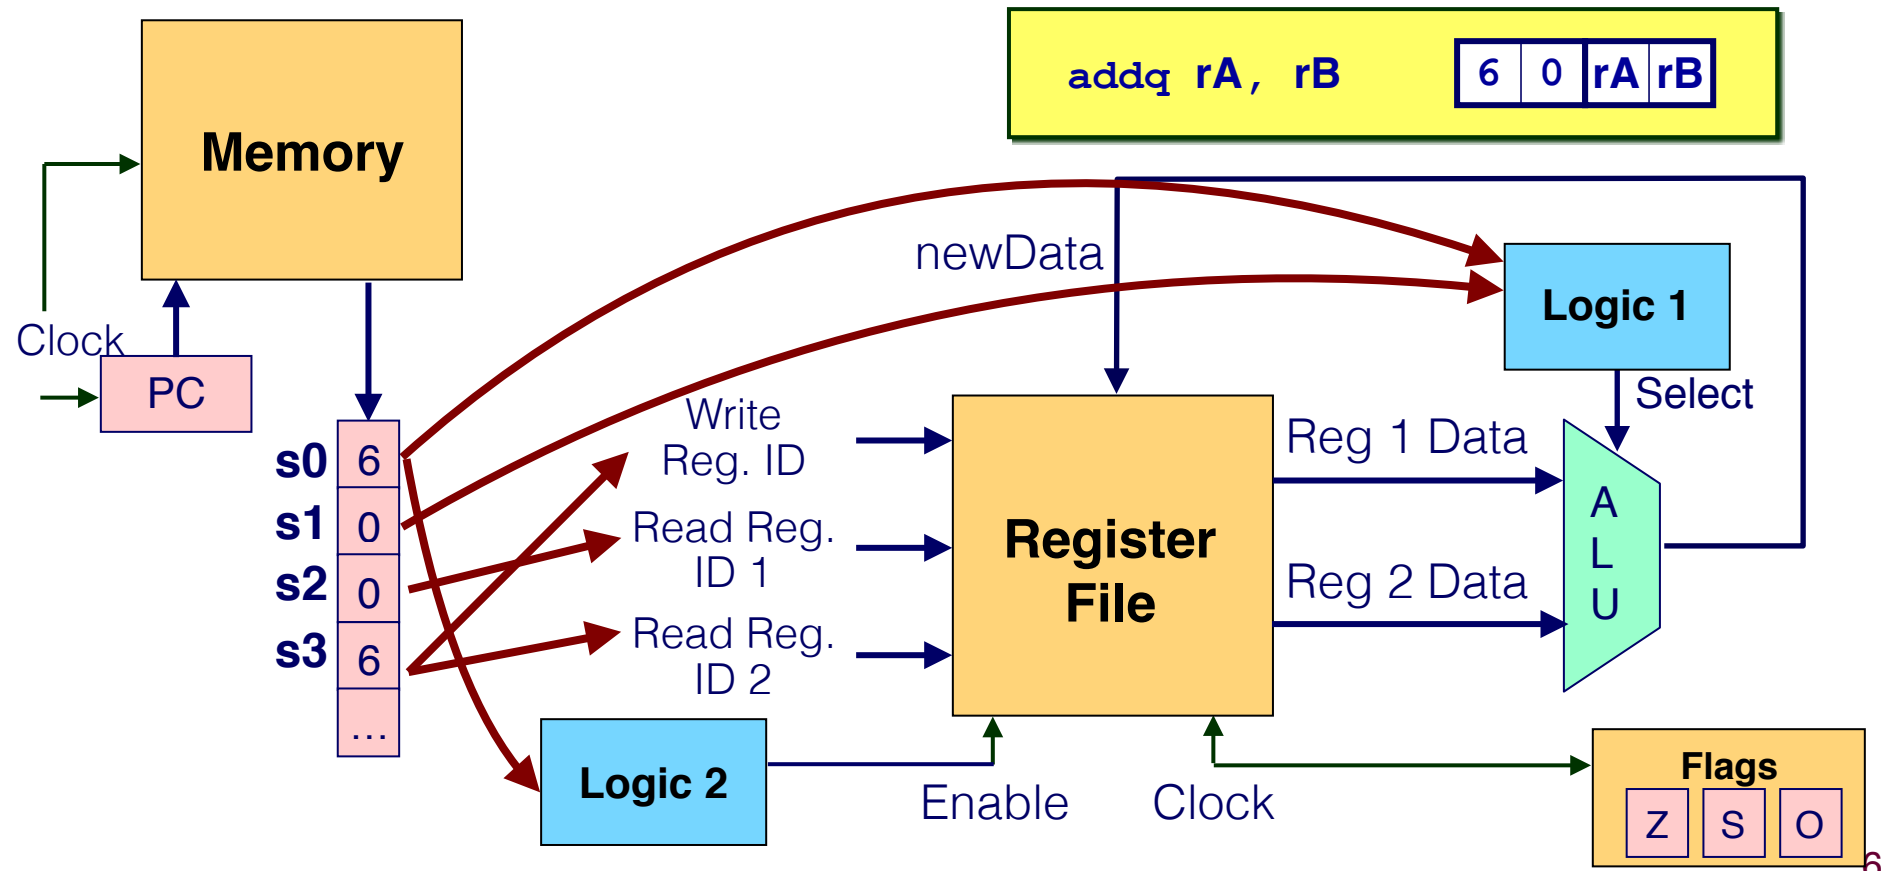 addq rA, rB
6 0 rA rB
Memory
newData
Logic 1
Clock
PC
Select
s0 6
s1 0
s2 0
s3 6
...
Write
Reg. ID
Read Reg.
ID 1
Read Reg.
ID 2
Register
File
Reg 1 Data
Reg 2 Data
A
L
U
Logic 2
Enable
Clock
Flags
Z S O
6